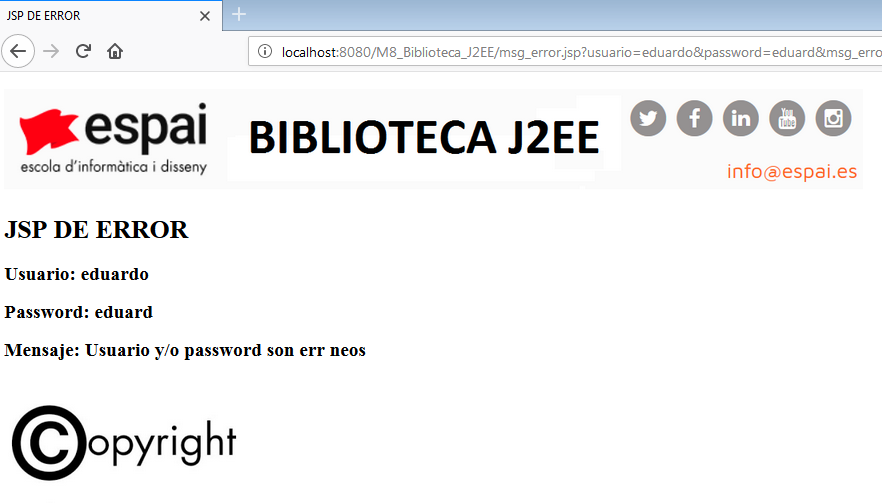 JSP DE ERROR
localhost:8080/M8_Biblioteca_J2EE/msg_error.jsp?usuario=eduardo&password=eduard&msg_erro
espai
escola d'informàtica i disseny
BIBLIOTECA J2EE
You Tube
info@espai.es
JSP DE ERROR
Usuario: eduardo
Password: eduard
Mensaje: Usuario y/o password son err neos
Copyright